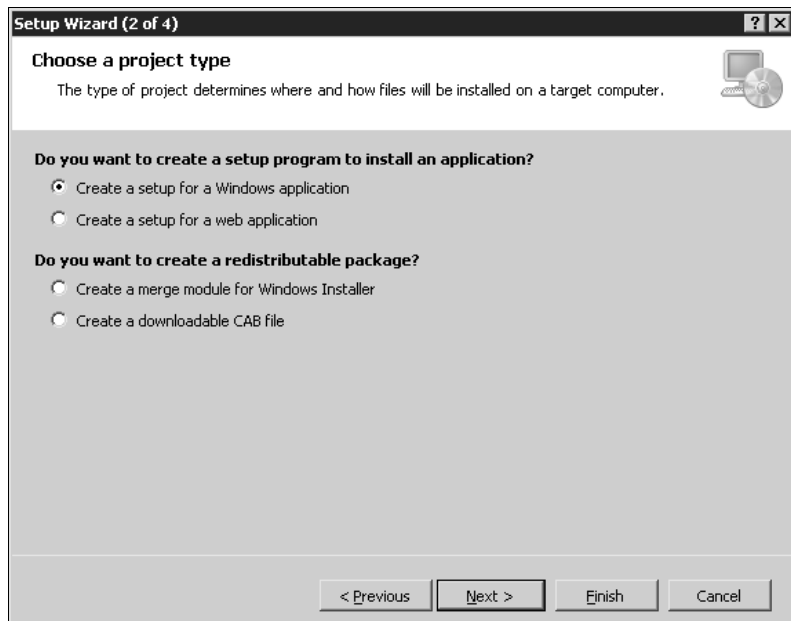 Setup Wizard (2 of 4)
Choose a project type
The type of project determines where and how files will be installed on a target computer.
Do you want to create a setup program to install an application?
Create a setup for a Windows application
Create a setup for a web application
Do you want to create a redistributable package?
Create a merge module for Windows Installer
Create a downloadable CAB file
< Previous Next > Finish Cancel